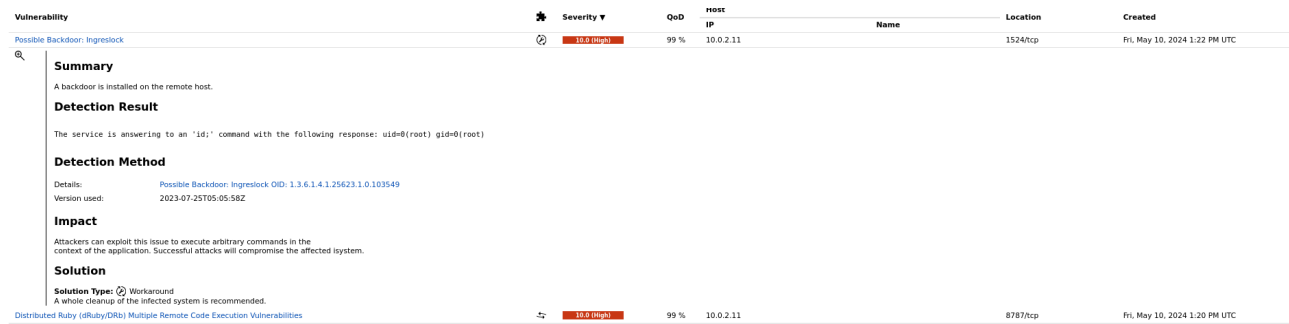 Vulnerability Severity ▼ QoD Host Location Created
IP Name
Possible Backdoor: Ingreslock 10.0 (High) 99 % 10.0.2.11 1524/tcp Fri, May 10, 2024 1:22 PM UTC
Summary
A backdoor is installed on the remote host.
Detection Result
The service is answering to an 'id;' command with the following response: uid=0(root) gid=0(root)
Detection Method
Details: Possible Backdoor: Ingreslock OID: 1.3.6.1.4.1.25623.1.0.103549
Version used: 2023-07-25T05:05:58Z
Impact
Attackers can exploit this issue to execute arbitrary commands in the
context of the application. Successful attacks will compromise the affected isystem.
Solution
Solution Type: Workaround
A whole cleanup of the infected system is recommended.
Distributed Ruby (dRuby/DRb) Multiple Remote Code Execution Vulnerabilities 10.0 (High) 99 % 10.0.2.11 8787/tcp Fri, May 10, 2024 1:20 PM UTC